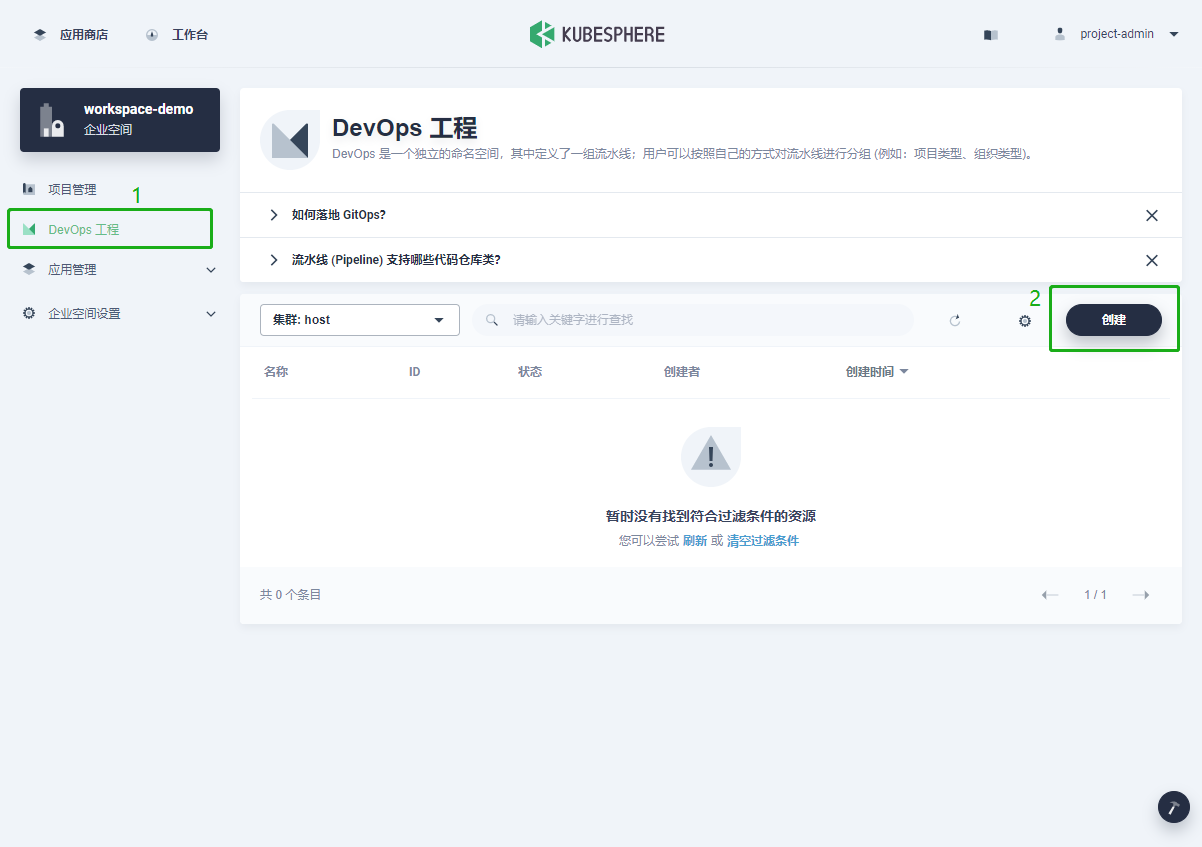 应用商店
工作台
KUBESPHERE
project-admin
workspace-demo
企业空间
项目管理
1
DevOps 工程
应用管理
企业空间设置
DevOps 工程
DevOps 是一个独立的命名空间，其中定义了一组流水线；用户可以按照自己的方式对流水线进行分组 (例如：项目类型、组织类型)。
如何落地 GitOps?
流水线 (Pipeline) 支持哪些代码仓库类?
集群: host
请输入关键字进行查找
2
创建
名称 ID 状态 创建者 创建时间
暂时没有找到符合过滤条件的资源
您可以尝试 刷新 或 清空过滤条件
共 0 个条目
1 / 1